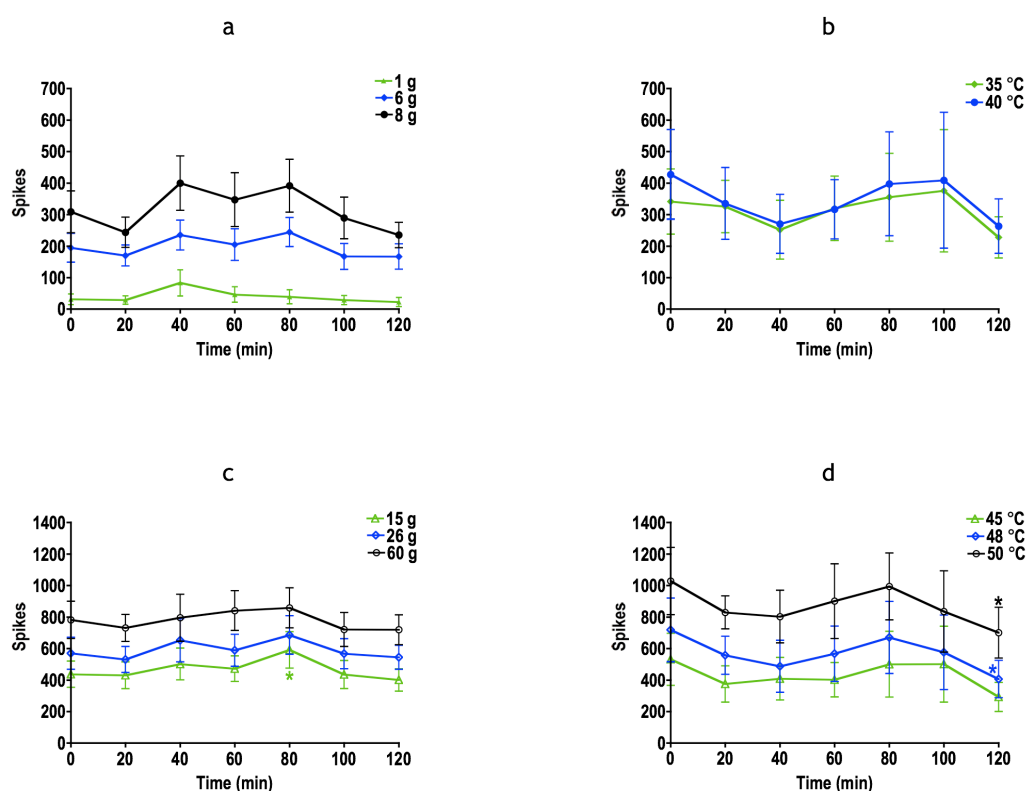 a
1 g
6 g
8 g
700
600
500
400
300
200
100
0
Spikes
0 20 40 60 80 100 120
Time (min)
b
35 °C
40 °C
700
600
500
400
300
200
100
0
Spikes
0 20 40 60 80 100 120
Time (min)
c
15 g
26 g
60 g
1400
1200
1000
800
600
400
200
0
Spikes
*
0 20 40 60 80 100 120
Time (min)
d
45 °C
48 °C
50 °C
1400
1200
1000
800
600
400
200
0
Spikes
*
*
0 20 40 60 80 100 120
Time (min)